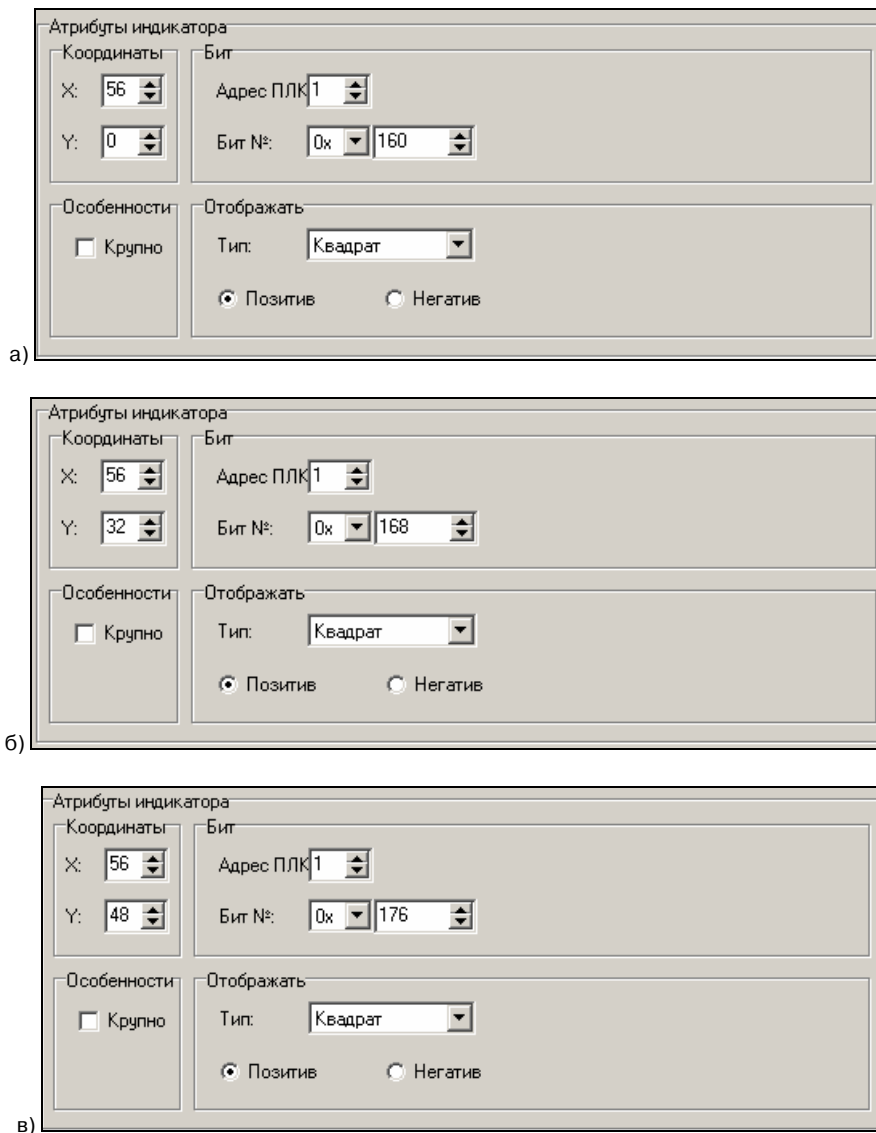 Атрибуты индикатора
Координаты Бит
X: 56 Адрес ПЛК 1
Y: 0 Бит №: 0x 160
Особенности Отображать
Крупно Тип: Квадрат
Позитив Негатив
а)
Атрибуты индикатора
Координаты Бит
X: 56 Адрес ПЛК 1
Y: 32 Бит №: 0x 168
Особенности Отображать
Крупно Тип: Квадрат
Позитив Негатив
б)
Атрибуты индикатора
Координаты Бит
X: 56 Адрес ПЛК 1
Y: 48 Бит №: 0x 176
Особенности Отображать
Крупно Тип: Квадрат
Позитив Негатив
в)